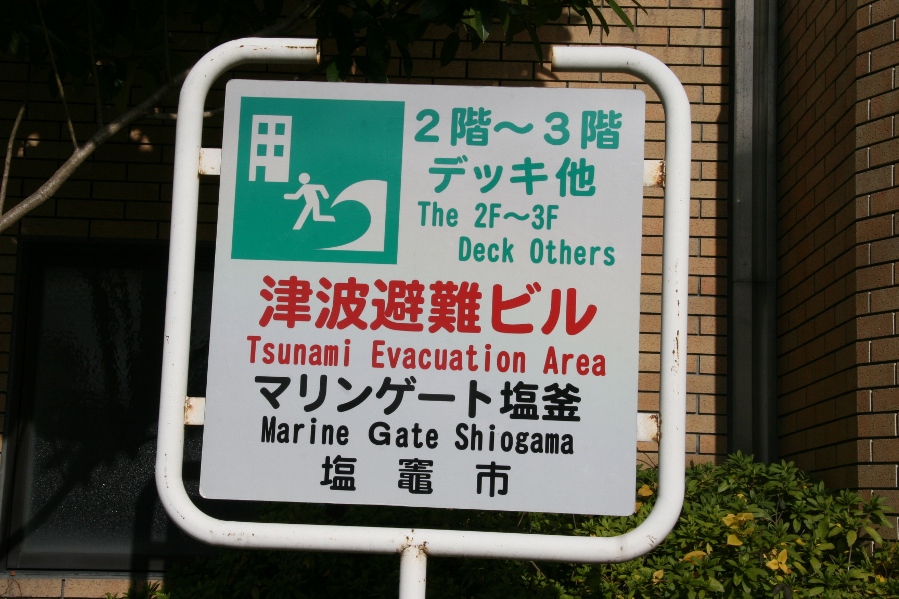 ２階～３階
デッキ他
The 2F～3F
Deck Others
津波避難ビル
Tsunami Evacuation Area
マリンゲート塩釜
Marine Gate Shiogama
塩竈市